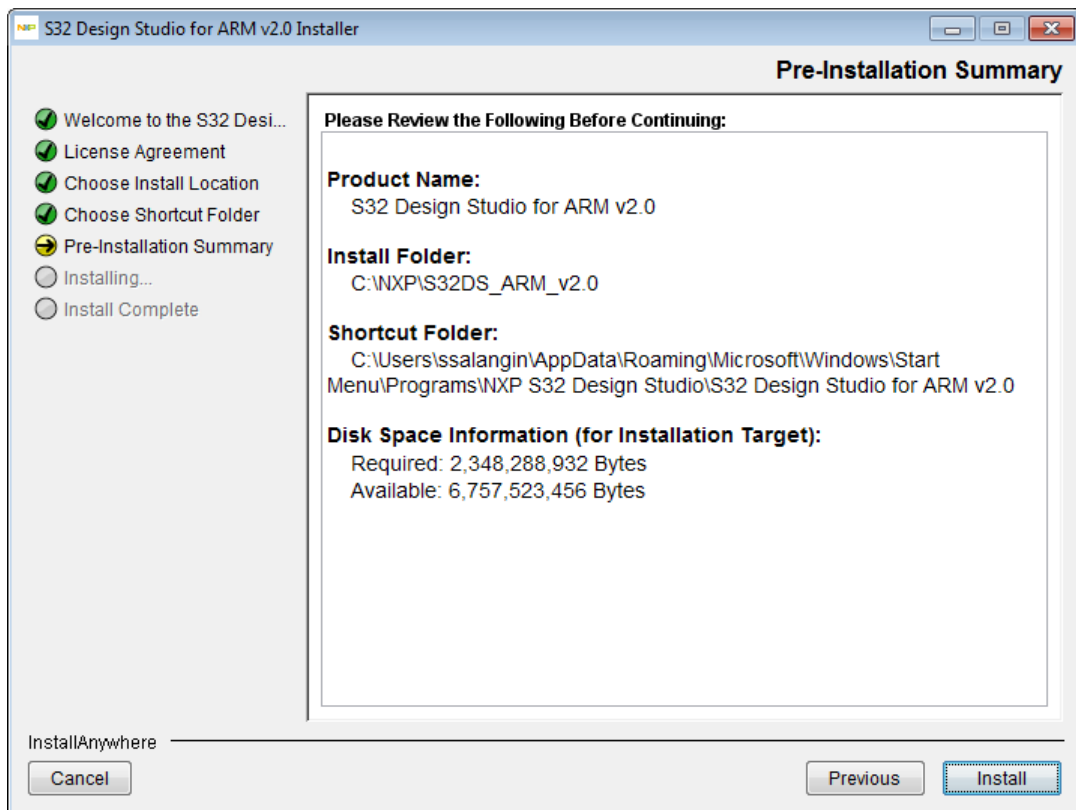 NXP S32 Design Studio for ARM v2.0 Installer
Pre-Installation Summary
Welcome to the S32 Desi...
License Agreement
Choose Install Location
Choose Shortcut Folder
Pre-Installation Summary
Installing...
Install Complete
Please Review the Following Before Continuing:
Product Name:
S32 Design Studio for ARM v2.0
Install Folder:
C:\NXP\S32DS_ARM_v2.0
Shortcut Folder:
C:\Users\ssalangin\AppData\Roaming\Microsoft\Windows\Start
Menu\Programs\NXP S32 Design Studio\S32 Design Studio for ARM v2.0
Disk Space Information (for Installation Target):
Required: 2,348,288,932 Bytes
Available: 6,757,523,456 Bytes
InstallAnywhere
Cancel
Previous
Install